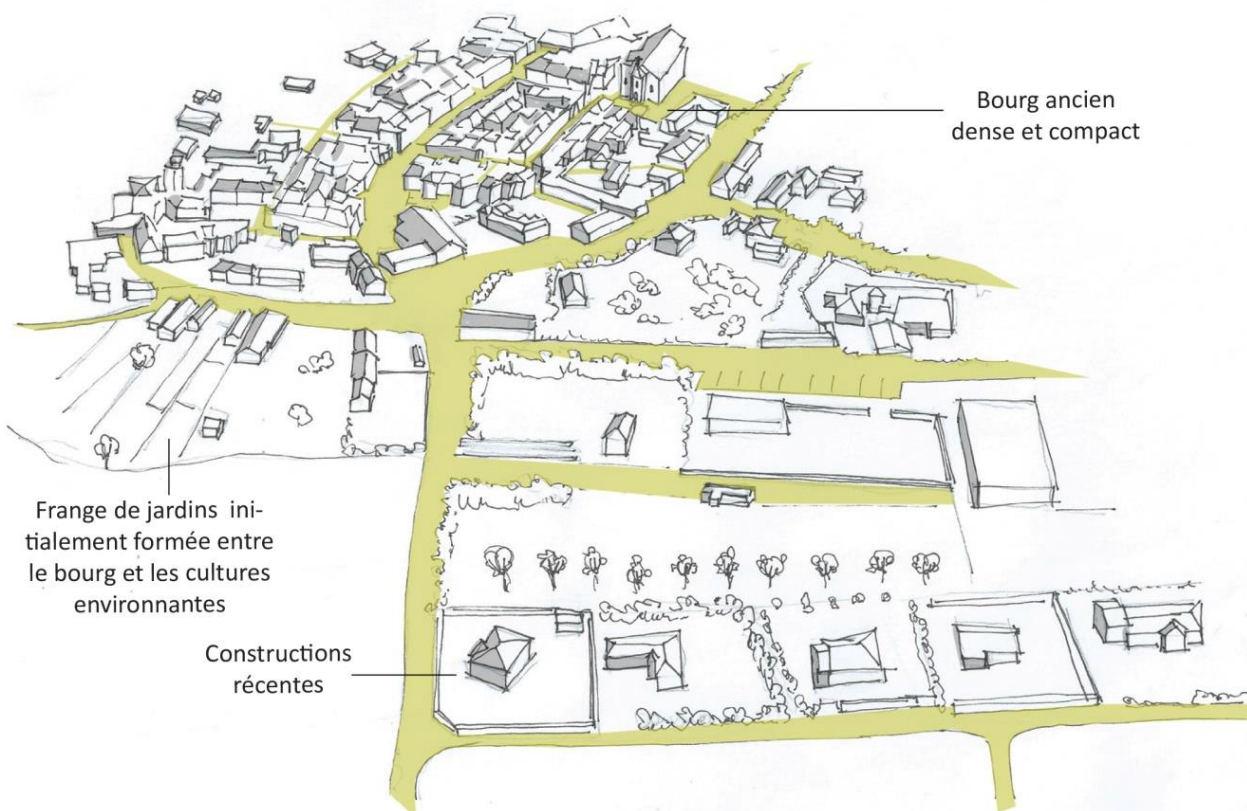 Bourg ancien
dense et compact
Frange de jardins ini-
tialement formée entre
le bourg et les cultures
environnantes
Constructions
récentes